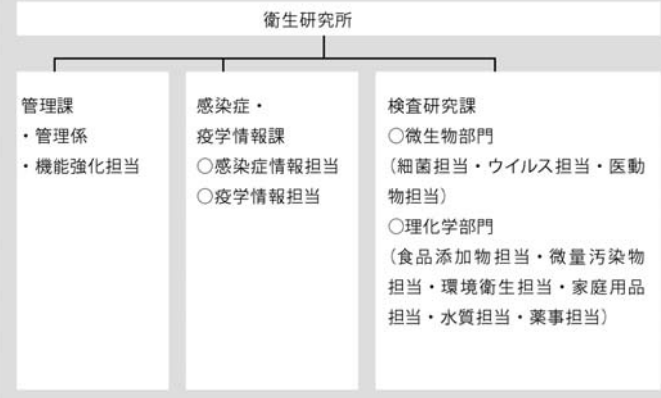 衛生研究所
管理課
・管理係
・機能強化担当
感染症・
疫学情報課
○感染症情報担当
○疫学情報担当
検査研究課
○微生物部門
（細菌担当・ウイルス担当・医動
物担当）
○理化学部門
（食品添加物担当・微量汚染物
担当・環境衛生担当・家庭用品
担当・水質担当・薬事担当）